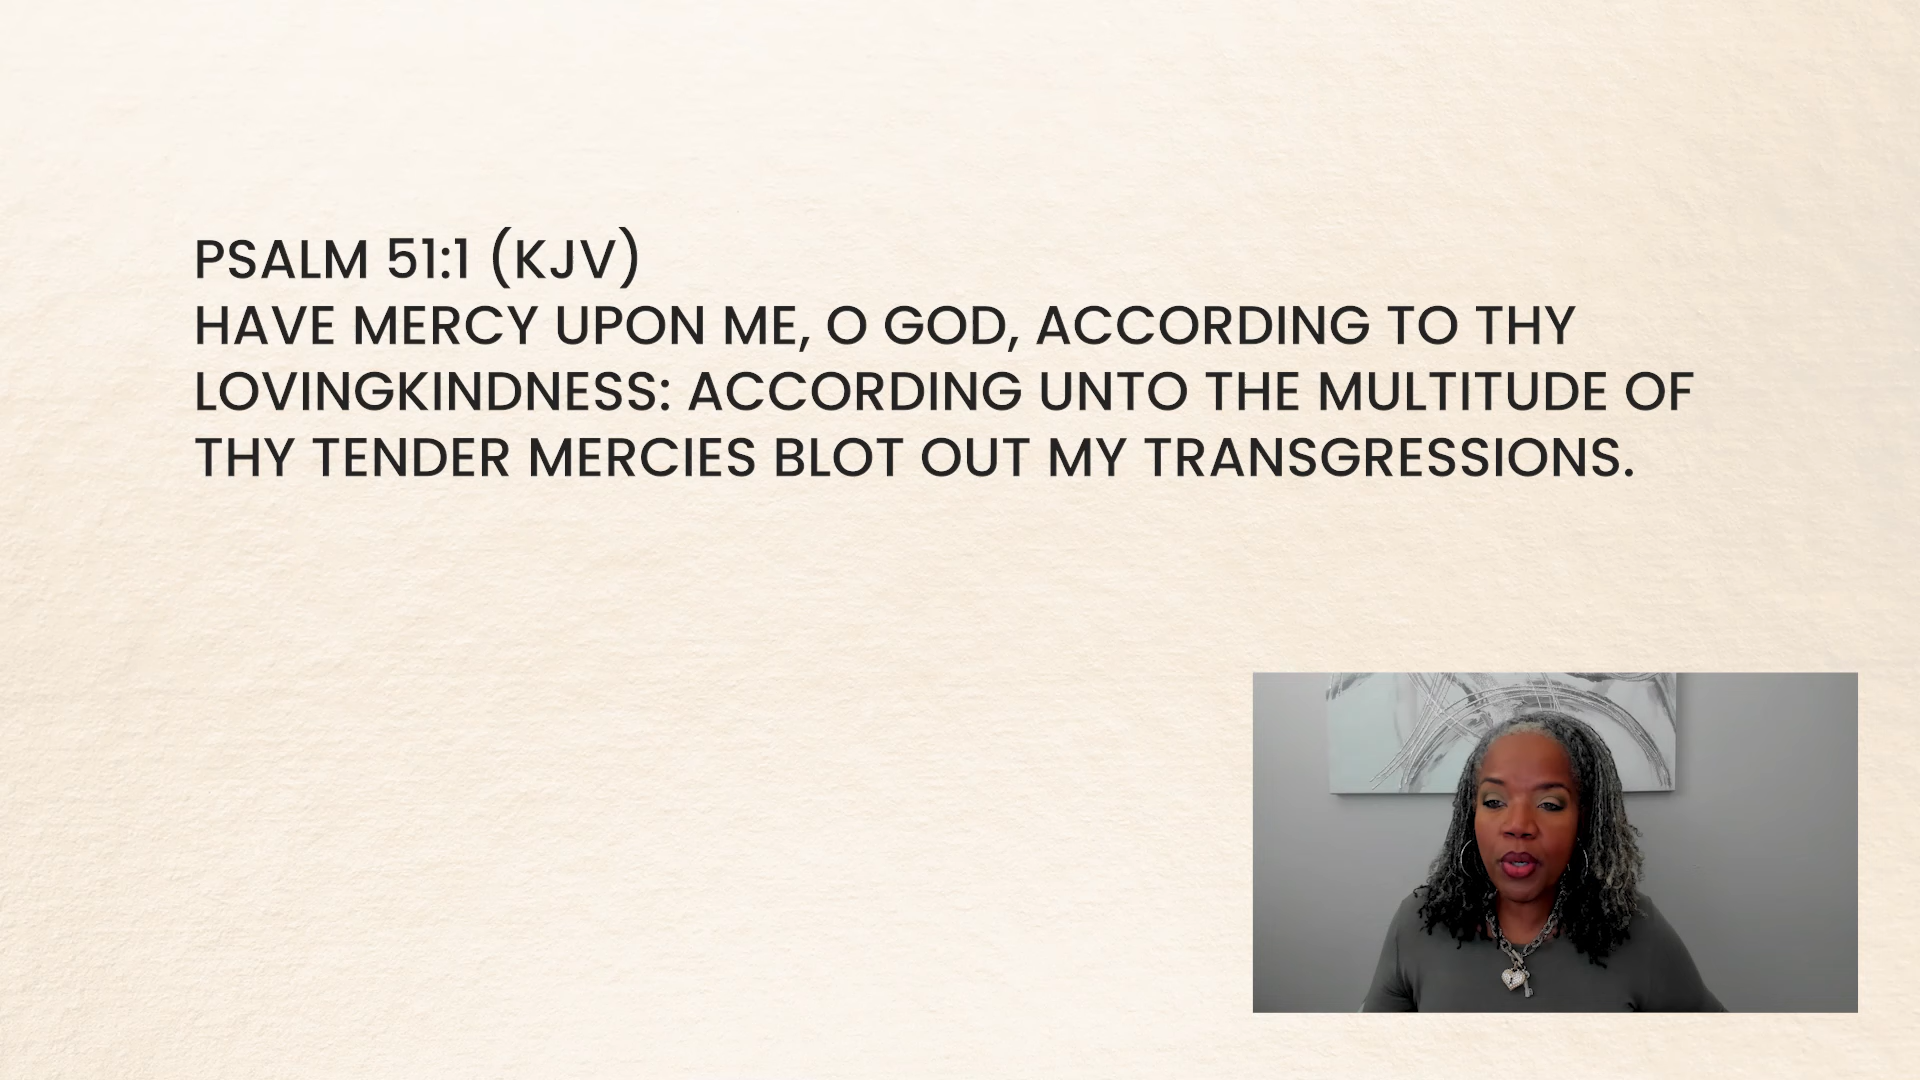 PSALM 51:1 (KJV)
HAVE MERCY UPON ME, O GOD, ACCORDING TO THY
LOVINGKINDNESS: ACCORDING UNTO THE MULTITUDE OF
THY TENDER MERCIES BLOT OUT MY TRANSGRESSIONS.